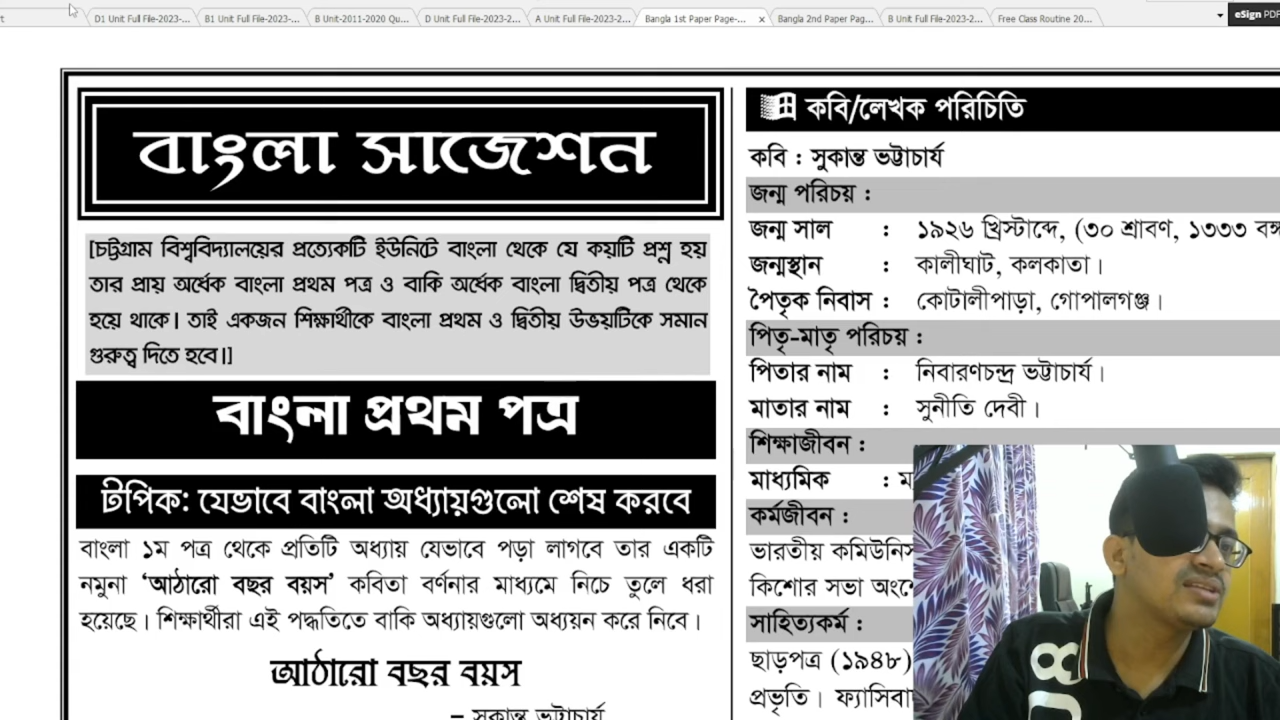 D1 Unit Full File-2023-...
B1 Unit Full File-2023-...
B Unit-2011-2020 Qu...
D Unit Full File-2023-2...
A Unit Full File-2023-2...
Bangla 1st Paper Page-...
Bangla 2nd Paper Pag...
B Unit Full File-2023-2...
Free Class Routine 20...
eSign PDF
বাংলা সাজেশন
[চট্টগ্রাম বিশ্ববিদ্যালয়ের প্রত্যেকটি ইউনিটে বাংলা থেকে যে কয়টি প্রশ্ন হয়
তার প্রায় অর্ধেক বাংলা প্রথম পত্র ও বাকি অর্ধেক বাংলা দ্বিতীয় পত্র থেকে
হয়ে থাকে। তাই একজন শিক্ষার্থীকে বাংলা প্রথম ও দ্বিতীয় উভয়টিকে সমান
গুরুত্ব দিতে হবে।]
বাংলা প্রথম পত্র
টপিক: যেভাবে বাংলা অধ্যায়গুলো শেষ করবে
বাংলা ১ম পত্র থেকে প্রতিটি অধ্যায় যেভাবে পড়া লাগবে তার একটি
নমুনা ‘আঠারো বছর বয়স’ কবিতা বর্ণনার মাধ্যমে নিচে তুলে ধরা
হয়েছে। শিক্ষার্থীরা এই পদ্ধতিতে বাকি অধ্যায়গুলো অধ্যয়ন করে নিবে।
আঠারো বছর বয়স
– সুকান্ত ভট্টাচার্য
কবি/লেখক পরিচিতি
কবি : সুকান্ত ভট্টাচার্য
জন্ম পরিচয় :
জন্ম সাল : ১৯২৬ খ্রিস্টাব্দে, (৩০ শ্রাবণ, ১৩৩৩
জন্মস্থান : কালীঘাট, কলকাতা।
পৈতৃক নিবাস : কোটালীপাড়া, গোপালগঞ্জ।
পিতৃ-মাতৃ পরিচয় :
পিতার নাম : নিবারণচন্দ্র ভট্টাচার্য।
মাতার নাম : সুনীতি দেবী।
শিক্ষাজীবন :
মাধ্যমিক :
কর্মজীবন :
ভারতীয়
কিশোর সভা
সাহিত্যকর্ম :
ছাড়পত্র (১৯৪৮)
প্রভৃতি।